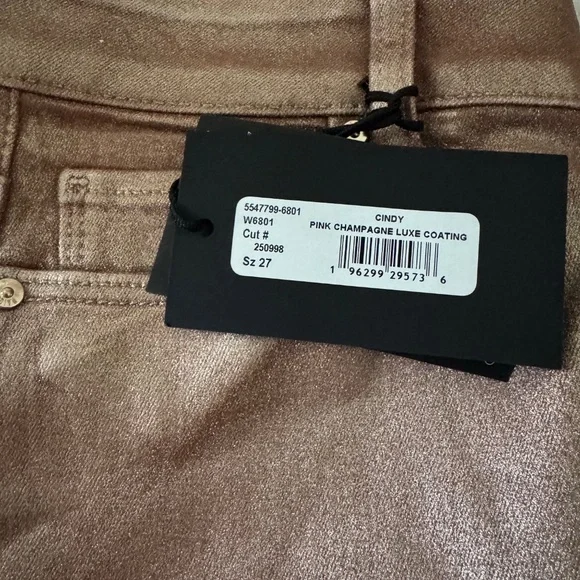 5547799-6801
W6801
Cut #
250998
Sz 27
CINDY
PINK CHAMPAGNE LUXE COATING
1 96299 29573 6